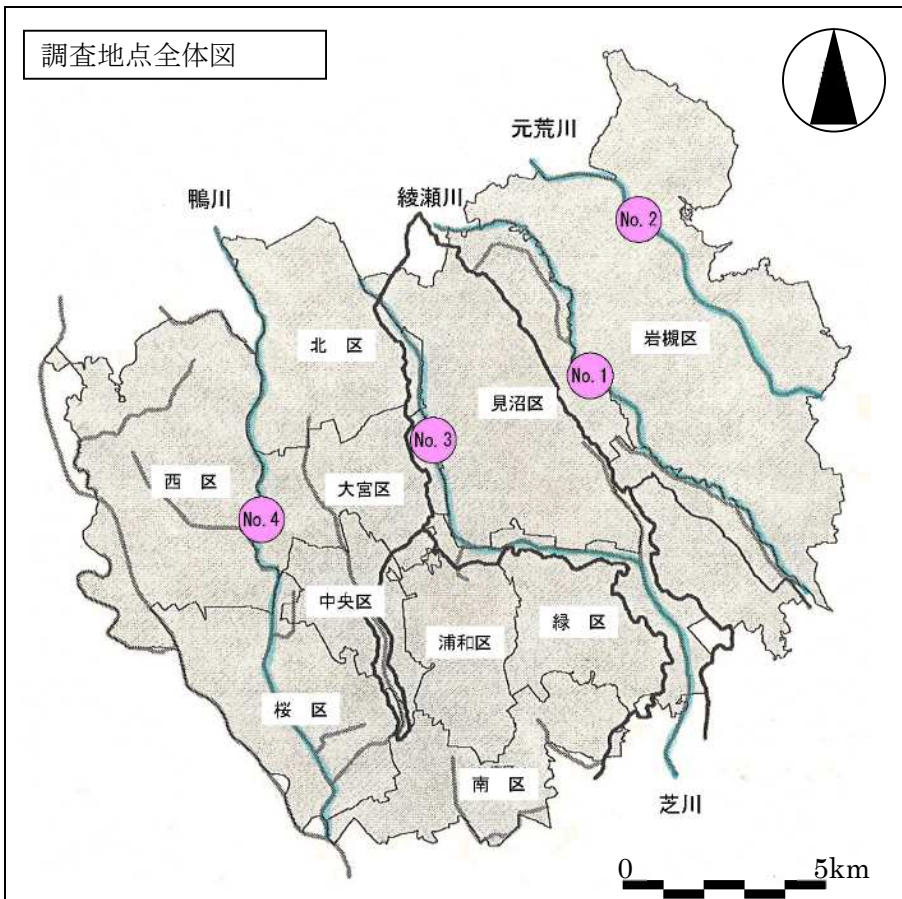 調査地点全体図
元荒川
鴨川
綾瀬川
No.2
北 区
岩槻区
No.1
見沼区
No.3
西 区
大宮区
No.4
中央区
浦和区
緑 区
桜 区
南 区
芝川
0 5km